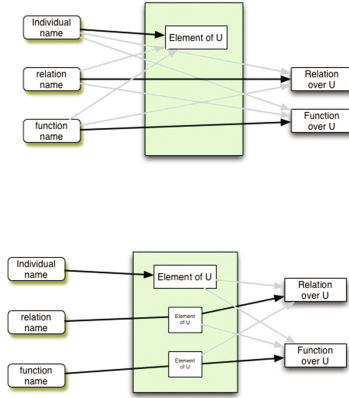 Individual
name
Element of U
relation
name
Relation
over U
function
name
Function
over U
Individual
name
Element of U
Relation
over U
relation
name
Element
of U
function
name
Element
of U
Function
over U